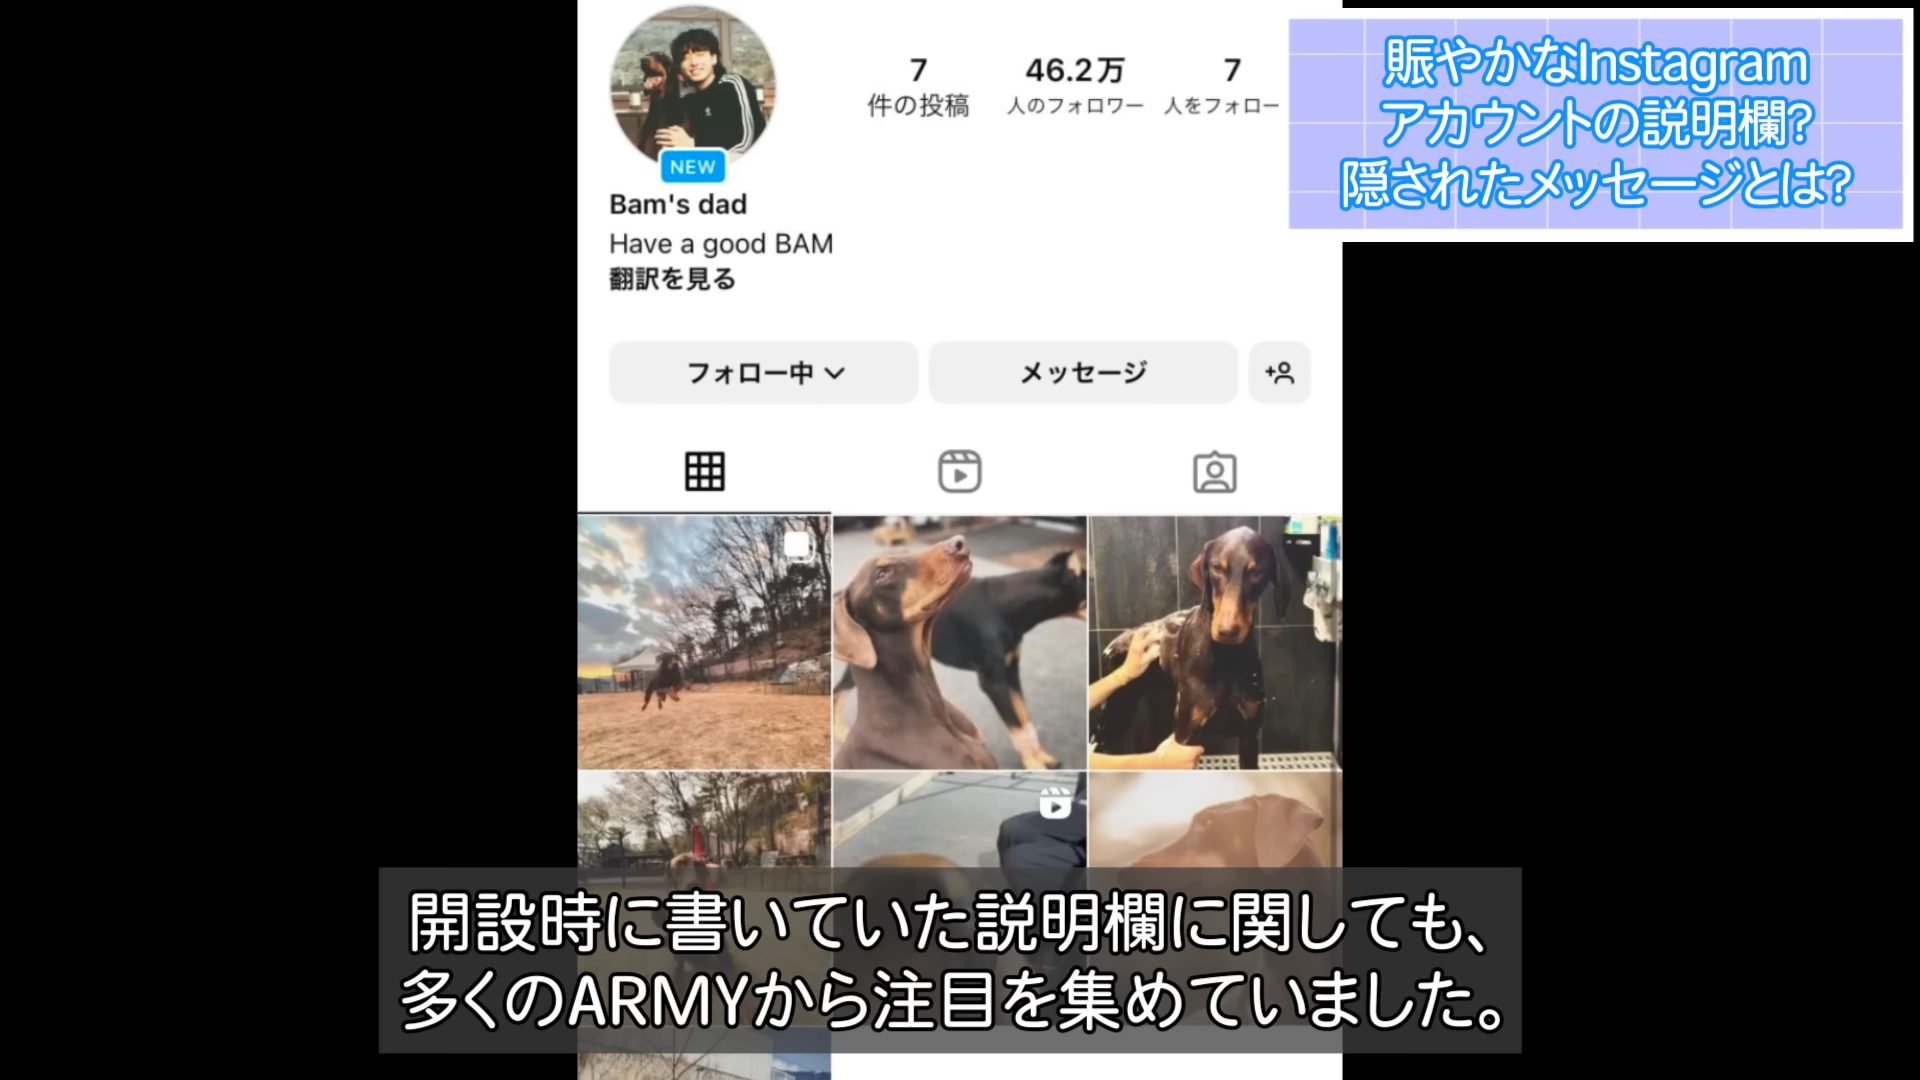 7
46.2万
7
件の投稿
人のフォロワー
人をフォロー
賑やかなInstagram
アカウントの説明欄?
隠されたメッセージとは?
NEW
Bam's dad
Have a good BAM
翻訳を見る
フォロー中
メッセージ
開設時に書いていた説明欄に関しても、
多くのARMYから注目を集めていました。